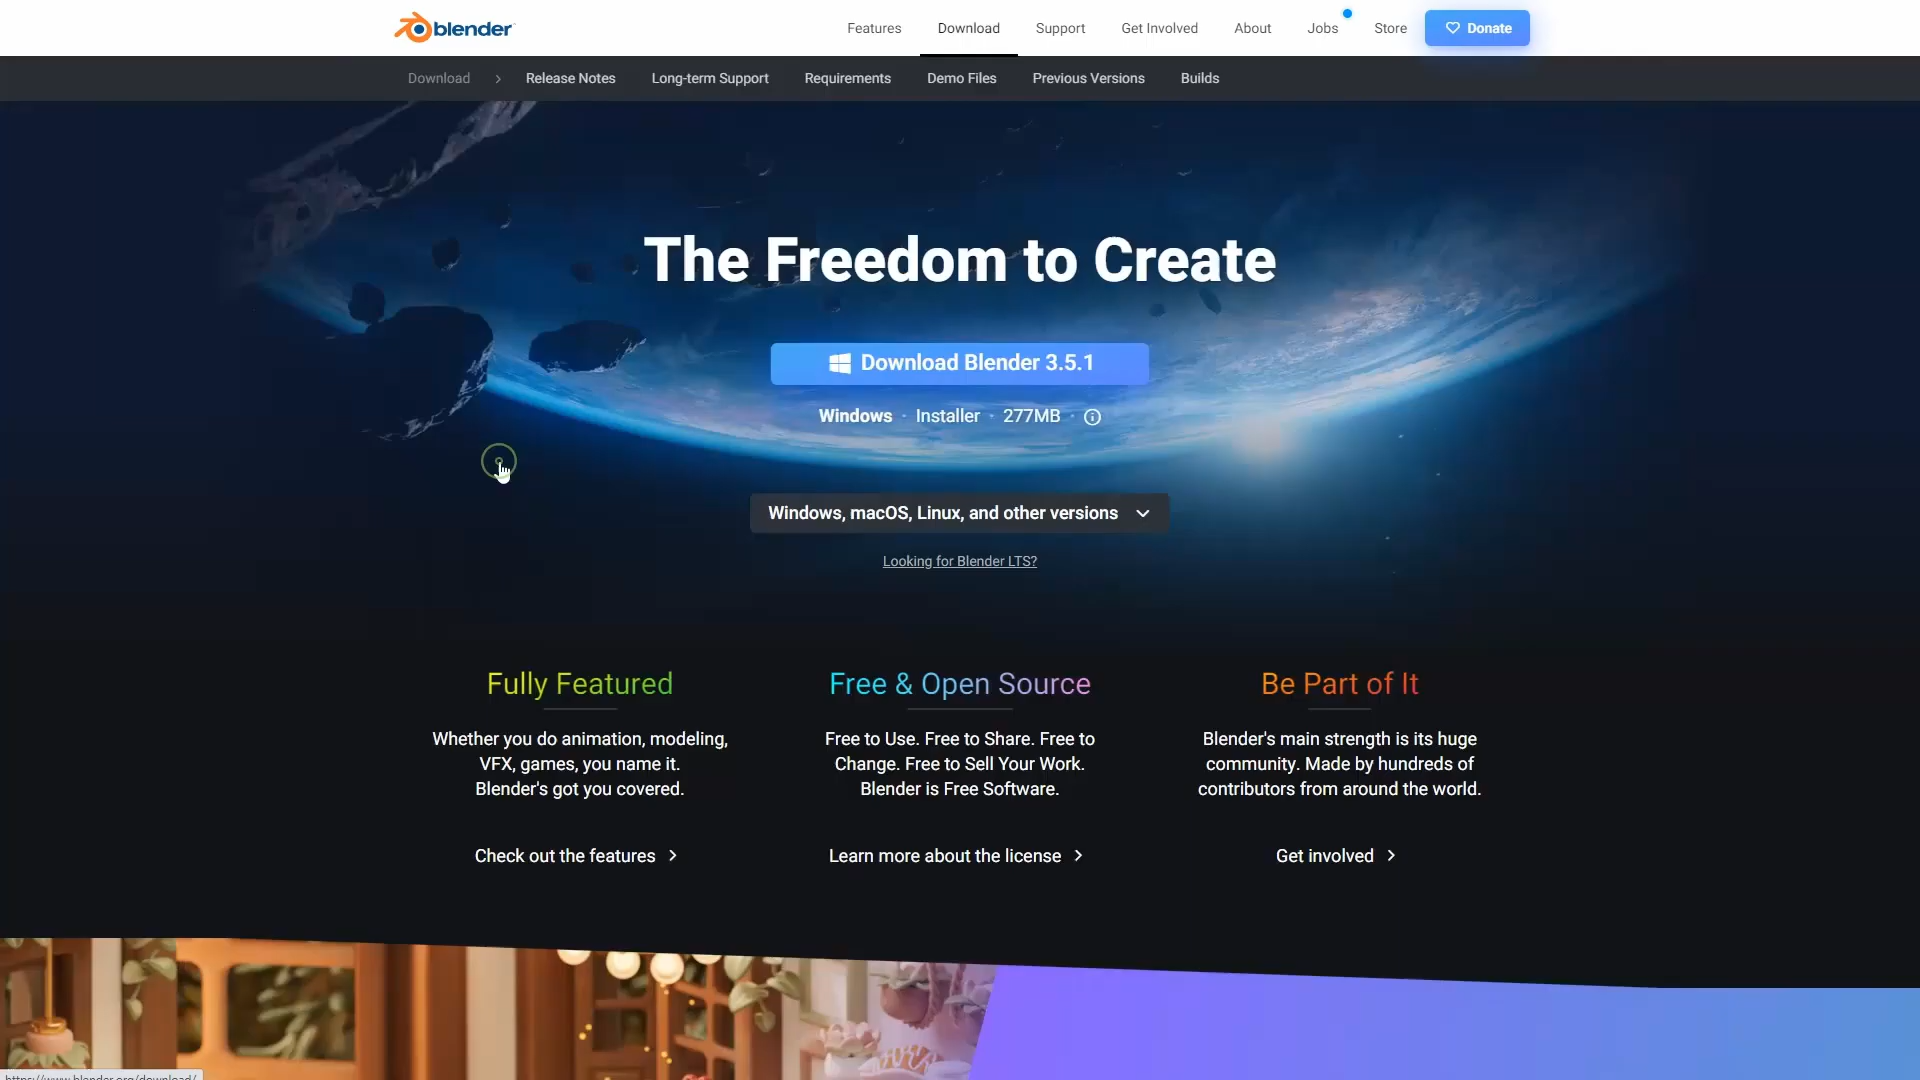 blender
Features
Download
Support
Get Involved
About
Jobs
Store
Donate
Download
Release Notes
Long-term Support
Requirements
Demo Files
Previous Versions
Builds
The Freedom to Create
Download Blender 3.5.1
Windows · Installer · 277MB ·
Windows, macOS, Linux, and other versions
Looking for Blender LTS?
Fully Featured
Whether you do animation, modeling,
VFX, games, you name it.
Blender's got you covered.
Check out the features
Free & Open Source
Free to Use. Free to Share. Free to
Change. Free to Sell Your Work.
Blender is Free Software.
Learn more about the license
Be Part of It
Blender's main strength is its huge
community. Made by hundreds of
contributors from around the world.
Get involved
https://www.blender.org/download/